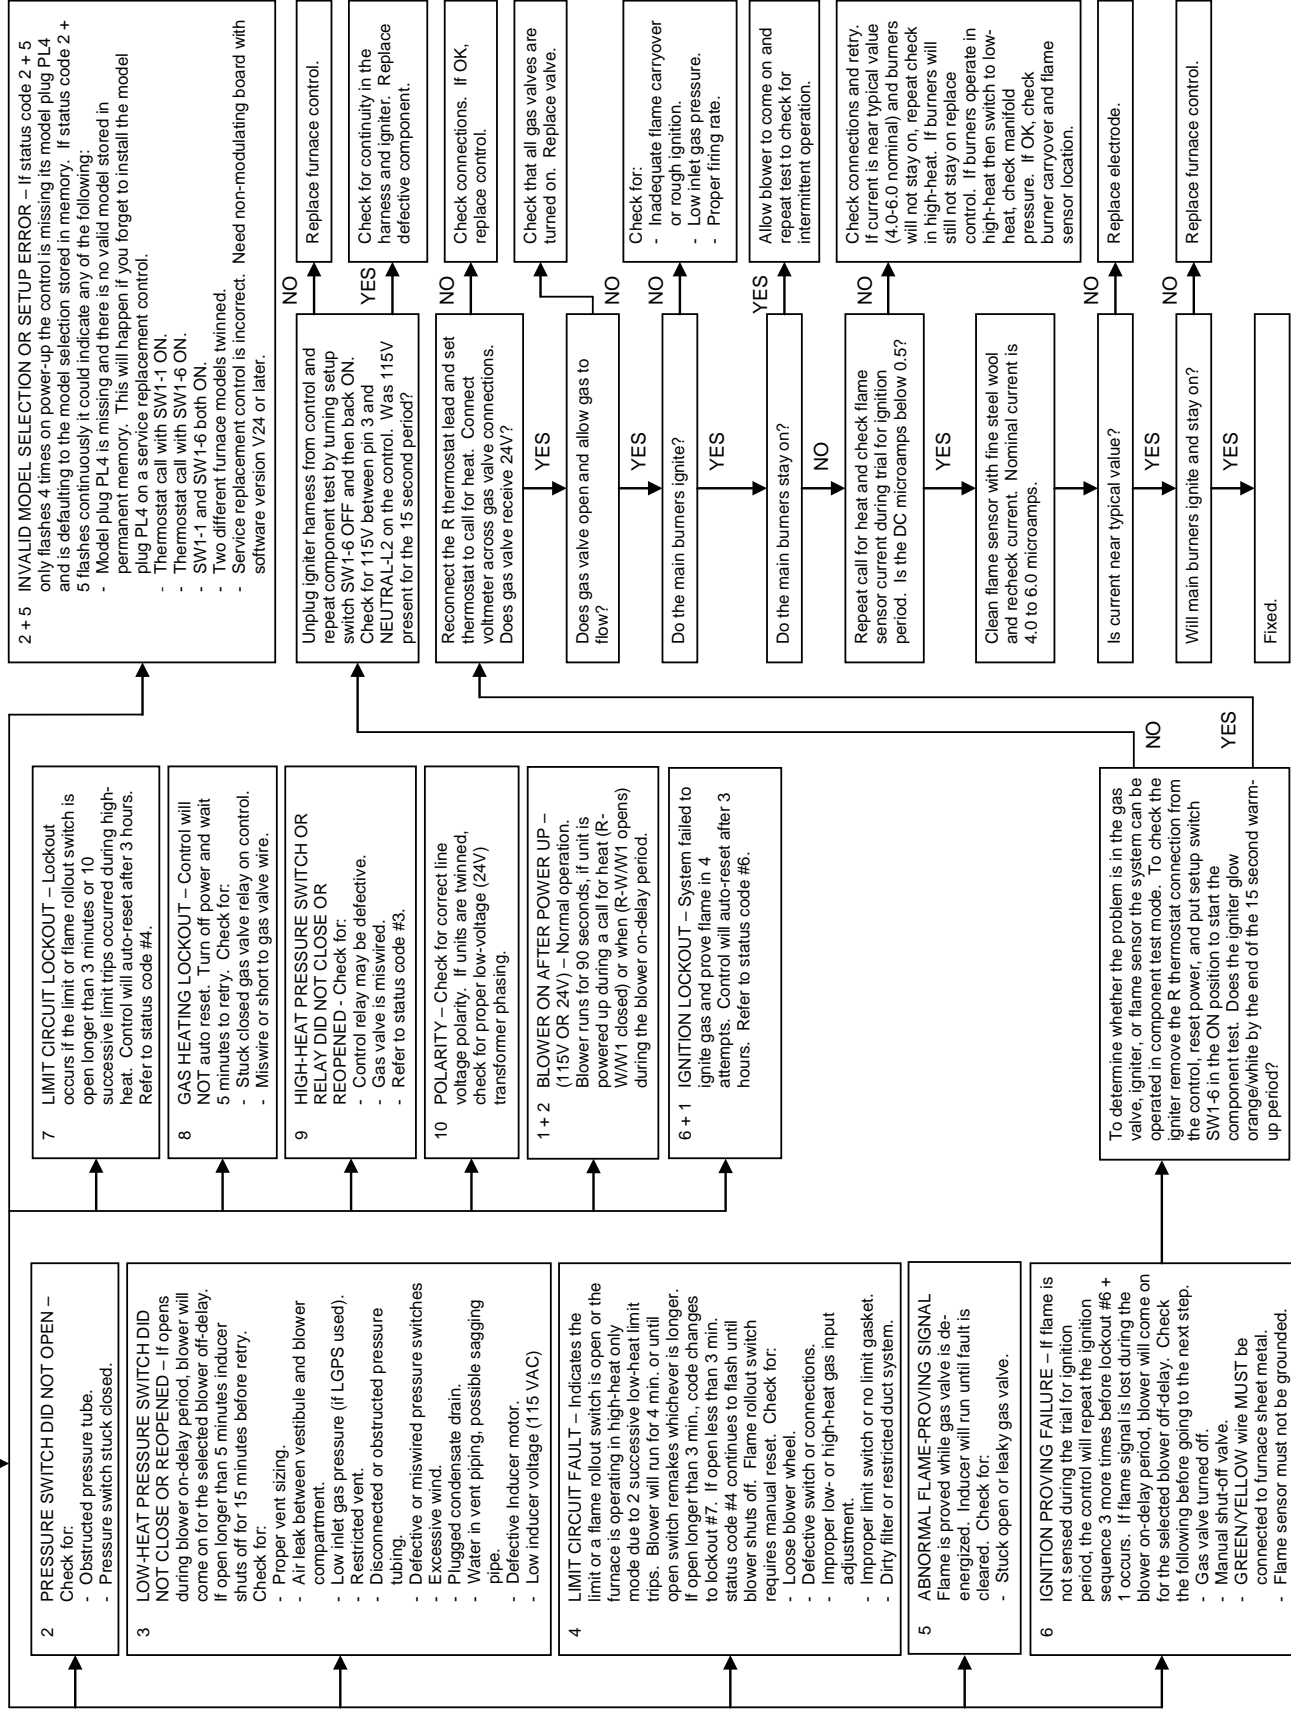 2 PRESSURE SWITCH DID NOT OPEN –
Check for:
- Obstructed pressure tube.
- Pressure switch stuck closed.
3 LOW-HEAT PRESSURE SWITCH DID
NOT CLOSE OR REOPENED – If opens
during blower on-delay period, blower will
come on for the selected blower off-delay.
If open longer than 5 minutes inducer
shuts off for 15 minutes before retry.
Check for:
- Proper vent sizing.
- Air leak between vestibule and blower
compartment.
- Low inlet gas pressure (if LGPS used).
- Restricted vent.
- Disconnected or obstructed pressure
tubing.
- Defective or miswired pressure switches
- Excessive wind.
- Plugged condensate drain.
- Water in vent piping, possible sagging
pipe.
- Defective Inducer motor.
- Low inducer voltage (115 VAC)
4 LIMIT CIRCUIT FAULT – Indicates the
limit or a flame rollout switch is open or the
furnace is operating in high-heat only
mode due to 2 successive low-heat limit
trips. Blower will run for 4 min. or until
open switch remakes whichever is longer.
If open longer than 3 min., code changes
to lockout #7. If open less than 3 min.
status code #4 continues to flash until
blower shuts off. Flame rollout switch
requires manual reset. Check for:
- Loose blower wheel.
- Defective switch or connections.
- Improper low- or high-heat gas input
adjustment.
- Improper limit switch or no limit gasket.
- Dirty filter or restricted duct system.
5 ABNORMAL FLAME-PROVING SIGNAL
Flame is proved while gas valve is de-
energized. Inducer will run until fault is
cleared. Check for:
- Stuck open or leaky gas valve.
6 IGNITION PROVING FAILURE – If flame is
not sensed during the trial for ignition
period, the control will repeat the ignition
sequence 3 more times before lockout #6 +
1 occurs. If flame signal is lost during the
blower on-delay period, blower will come on
for the selected blower off-delay. Check
the following before going to the next step.
- Gas valve turned off.
- Manual shut-off valve.
- GREEN/YELLOW wire MUST be
connected to furnace sheet metal.
- Flame sensor must not be grounded.
7 LIMIT CIRCUIT LOCKOUT – Lockout
occurs if the limit or flame rollout switch is
open longer than 3 minutes or 10
successive limit trips occurred during high-
heat. Control will auto-reset after 3 hours.
Refer to status code #4.
8 GAS HEATING LOCKOUT – Control will
NOT auto reset. Turn off power and wait
5 minutes to retry. Check for:
- Stuck closed gas valve relay on control.
- Miswire or short to gas valve wire.
9 HIGH-HEAT PRESSURE SWITCH OR
RELAY DID NOT CLOSE OR
REOPENED - Check for:
- Control relay may be defective.
- Gas valve is miswired.
- Refer to status code #3.
10 POLARITY – Check for correct line
voltage polarity. If units are twinned,
check for proper low-voltage (24V)
transformer phasing.
1 + 2 BLOWER ON AFTER POWER UP –
(115V OR 24V) – Normal operation.
Blower runs for 90 seconds, if unit is
powered up during a call for heat (R-
W/W1 closed) or when (R-W/W1 opens)
during the blower on-delay period.
6 + 1 IGNITION LOCKOUT – System failed to
ignite gas and prove flame in 4
attempts. Control will auto-reset after 3
hours. Refer to status code #6.
To determine whether the problem is in the gas
valve, igniter, or flame sensor the system can be
operated in component test mode. To check the
igniter remove the R thermostat connection from
the control, reset power, and put setup switch
SW1-6 in the ON position to start the
component test. Does the igniter glow
orange/white by the end of the 15 second warm-
up period?
NO
YES
2 + 5 INVALID MODEL SELECTION OR SETUP ERROR – If status code 2 + 5
only flashes 4 times on power-up the control is missing its model plug PL4
and is defaulting to the model selection stored in memory. If status code 2 +
5 flashes continuously it could indicate any of the following:
- Model plug PL4 is missing and there is no valid model stored in
permanent memory. This will happen if you forget to install the model
plug PL4 on a service replacement control.
- Thermostat call with SW1-1 ON.
- Thermostat call with SW1-6 ON.
- SW1-1 and SW1-6 both ON.
- Two different furnace models twinned.
- Service replacement control is incorrect. Need non-modulating board with
software version V24 or later.
Unplug igniter harness from control and
repeat component test by turning setup
switch SW1-6 OFF and then back ON.
Check for 115V between pin 3 and
NEUTRAL-L2 on the control. Was 115V
present for the 15 second period?
NO
Replace furnace control.
YES
Check for continuity in the
harness and igniter. Replace
defective component.
Reconnect the R thermostat lead and set
thermostat to call for heat. Connect
voltmeter across gas valve connections.
Does gas valve receive 24V?
NO
Check connections. If OK,
replace control.
YES
Does gas valve open and allow gas to
flow?
NO
Check that all gas valves are
turned on. Replace valve.
YES
Do the main burners ignite?
NO
Check for:
- Inadequate flame carryover
or rough ignition.
- Low inlet gas pressure.
- Proper firing rate.
YES
Do the main burners stay on?
YES
Allow blower to come on and
repeat test to check for
intermittent operation.
NO
Repeat call for heat and check flame
sensor current during trial for ignition
period. Is the DC microamps below 0.5?
NO
Check connections and retry.
If current is near typical value
(4.0-6.0 nominal) and burners
will not stay on, repeat check
in high-heat. If burners will
still not stay on replace
control. If burners operate in
high-heat then switch to low-
heat, check manifold
pressure. If OK, check
burner carryover and flame
sensor location.
YES
Clean flame sensor with fine steel wool
and recheck current. Nominal current is
4.0 to 6.0 microamps.
Is current near typical value?
NO
Replace electrode.
YES
Will main burners ignite and stay on?
NO
Replace furnace control.
YES
Fixed.